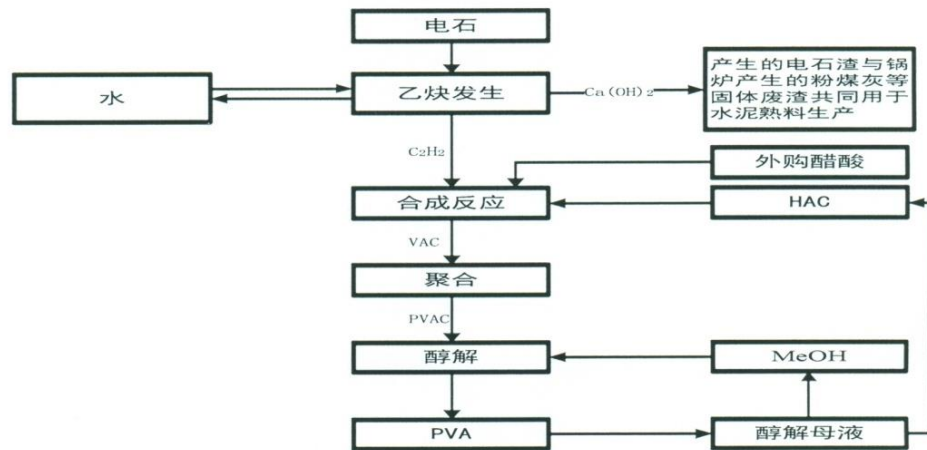 电石
水
乙炔发生
Ca(OH)2
产生的电石渣与锅
炉产生的粉煤灰等
固体废渣共同用于
水泥熟料生产
C2H2
外购醋酸
合成反应
HAC
VAC
聚合
PVAC
醇解
MeOH
PVA
醇解母液